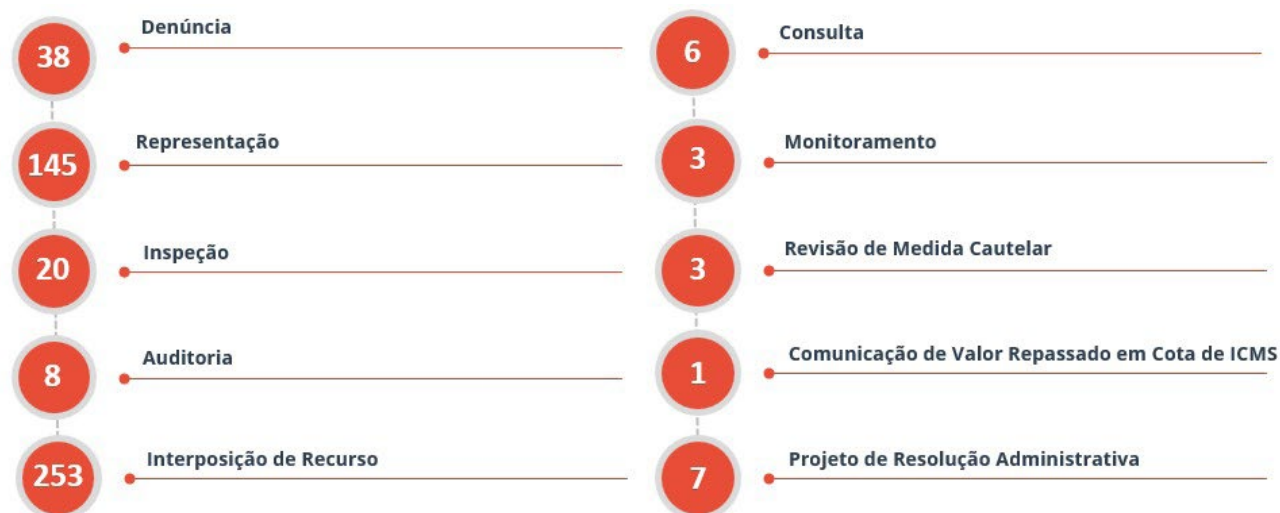 38
Denúncia
145
Representação
20
Inspeção
8
Auditoria
253
Interposição de Recurso
6
Consulta
3
Monitoramento
3
Revisão de Medida Cautelar
1
Comunicação de Valor Repassado em Cota de ICMS
7
Projeto de Resolução Administrativa